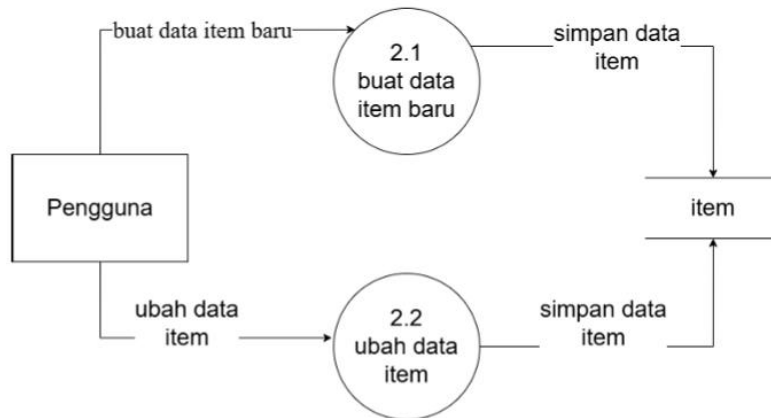 buat data item baru
2.1
buat data
item baru
simpan data
item
Pengguna
item
ubah data
item
2.2
ubah data
item
simpan data
item